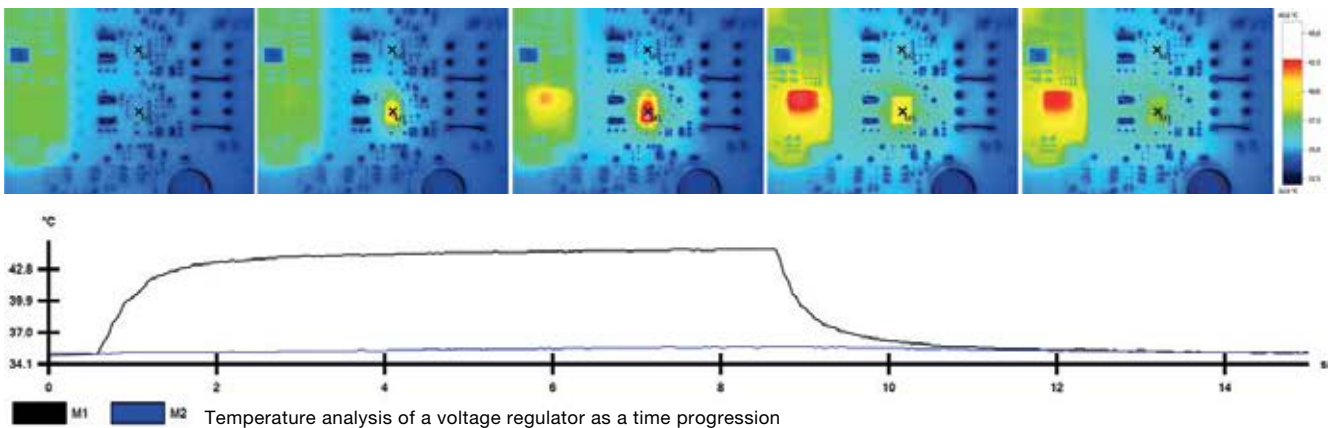 °C
42.8
39.9
37.0
34.1
0 2 4 6 8 10 12 14 s
M1 M2 Temperature analysis of a voltage regulator as a time progression